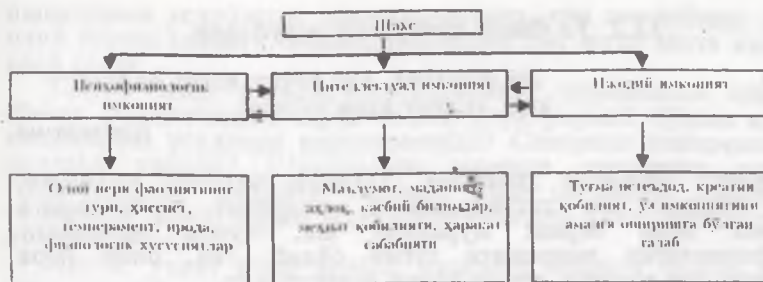 Шахс
Психофизиологик
имконият
Интеллектуал имконият
Ижодий имконият
Олий нерв фаолиятининг
тури, ҳиссиёт,
темперамент, ирода,
физиологик хусусиятлар
Маълумот, маданият,
ахлоқ, касбий билимлар,
меҳнат қобилияти, ҳаракат
сабабияти
Туғма истеъдод, креатив
қобилият, ўз имкониятини
амалга оширишга бўлган
талаб